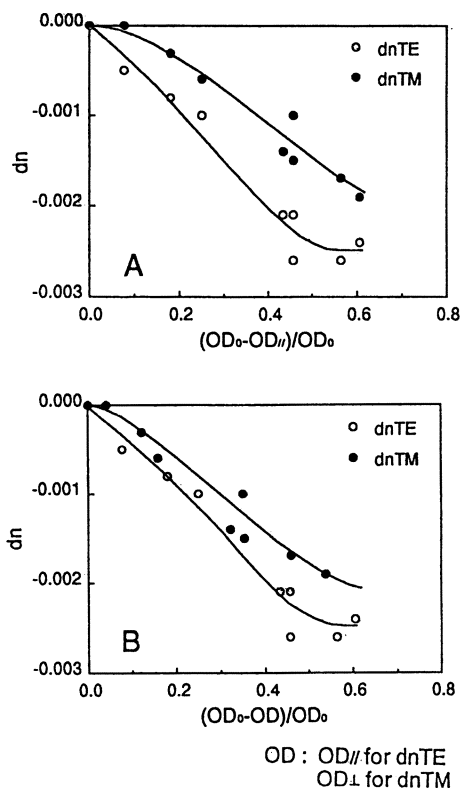 0.000
dnTE
dnTM
-0.001
dn
-0.002
A
-0.003
0.0 0.2 0.4 0.6 0.8
(OD₀-OD//)/OD₀
0.000
dnTE
dnTM
-0.001
dn
-0.002
B
-0.003
0.0 0.2 0.4 0.6 0.8
(OD₀-OD)/OD₀
OD : OD// for dnTE
OD⊥ for dnTM